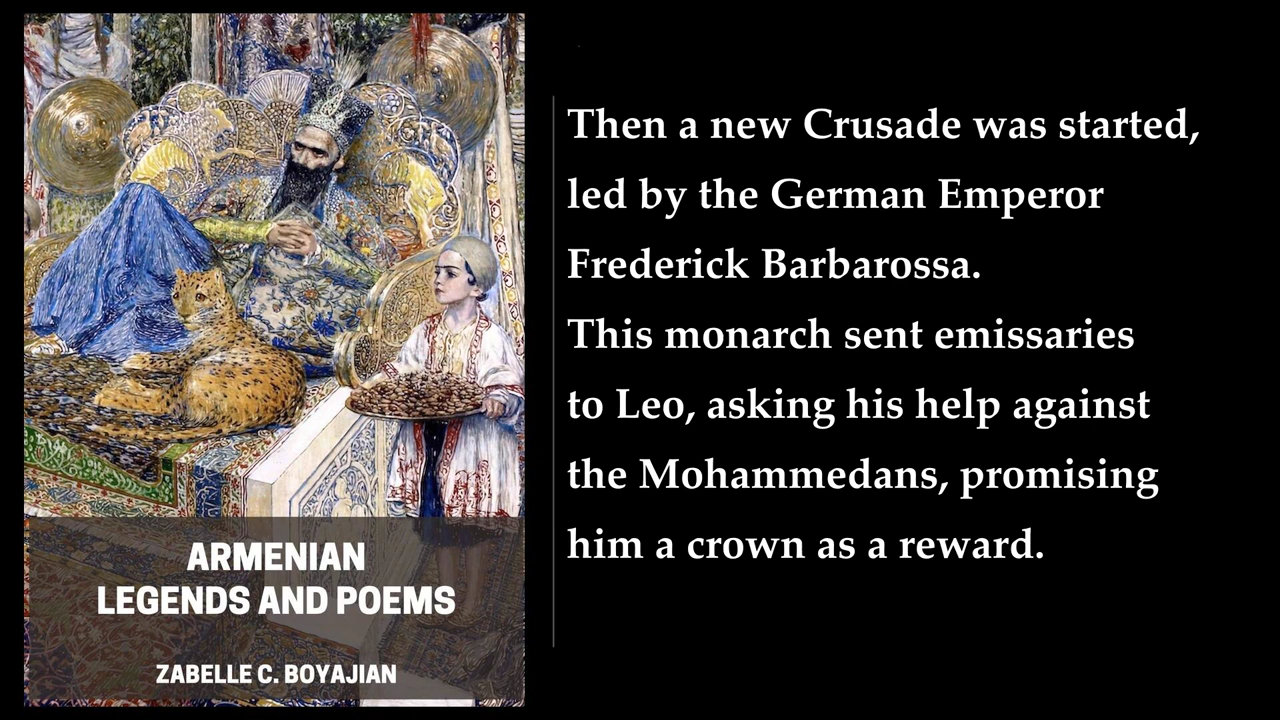 ARMENIAN
LEGENDS AND POEMS
ZABELLE C. BOYAJIAN
Then a new Crusade was started,
led by the German Emperor
Frederick Barbarossa.
This monarch sent emissaries
to Leo, asking his help against
the Mohammedans, promising
him a crown as a reward.